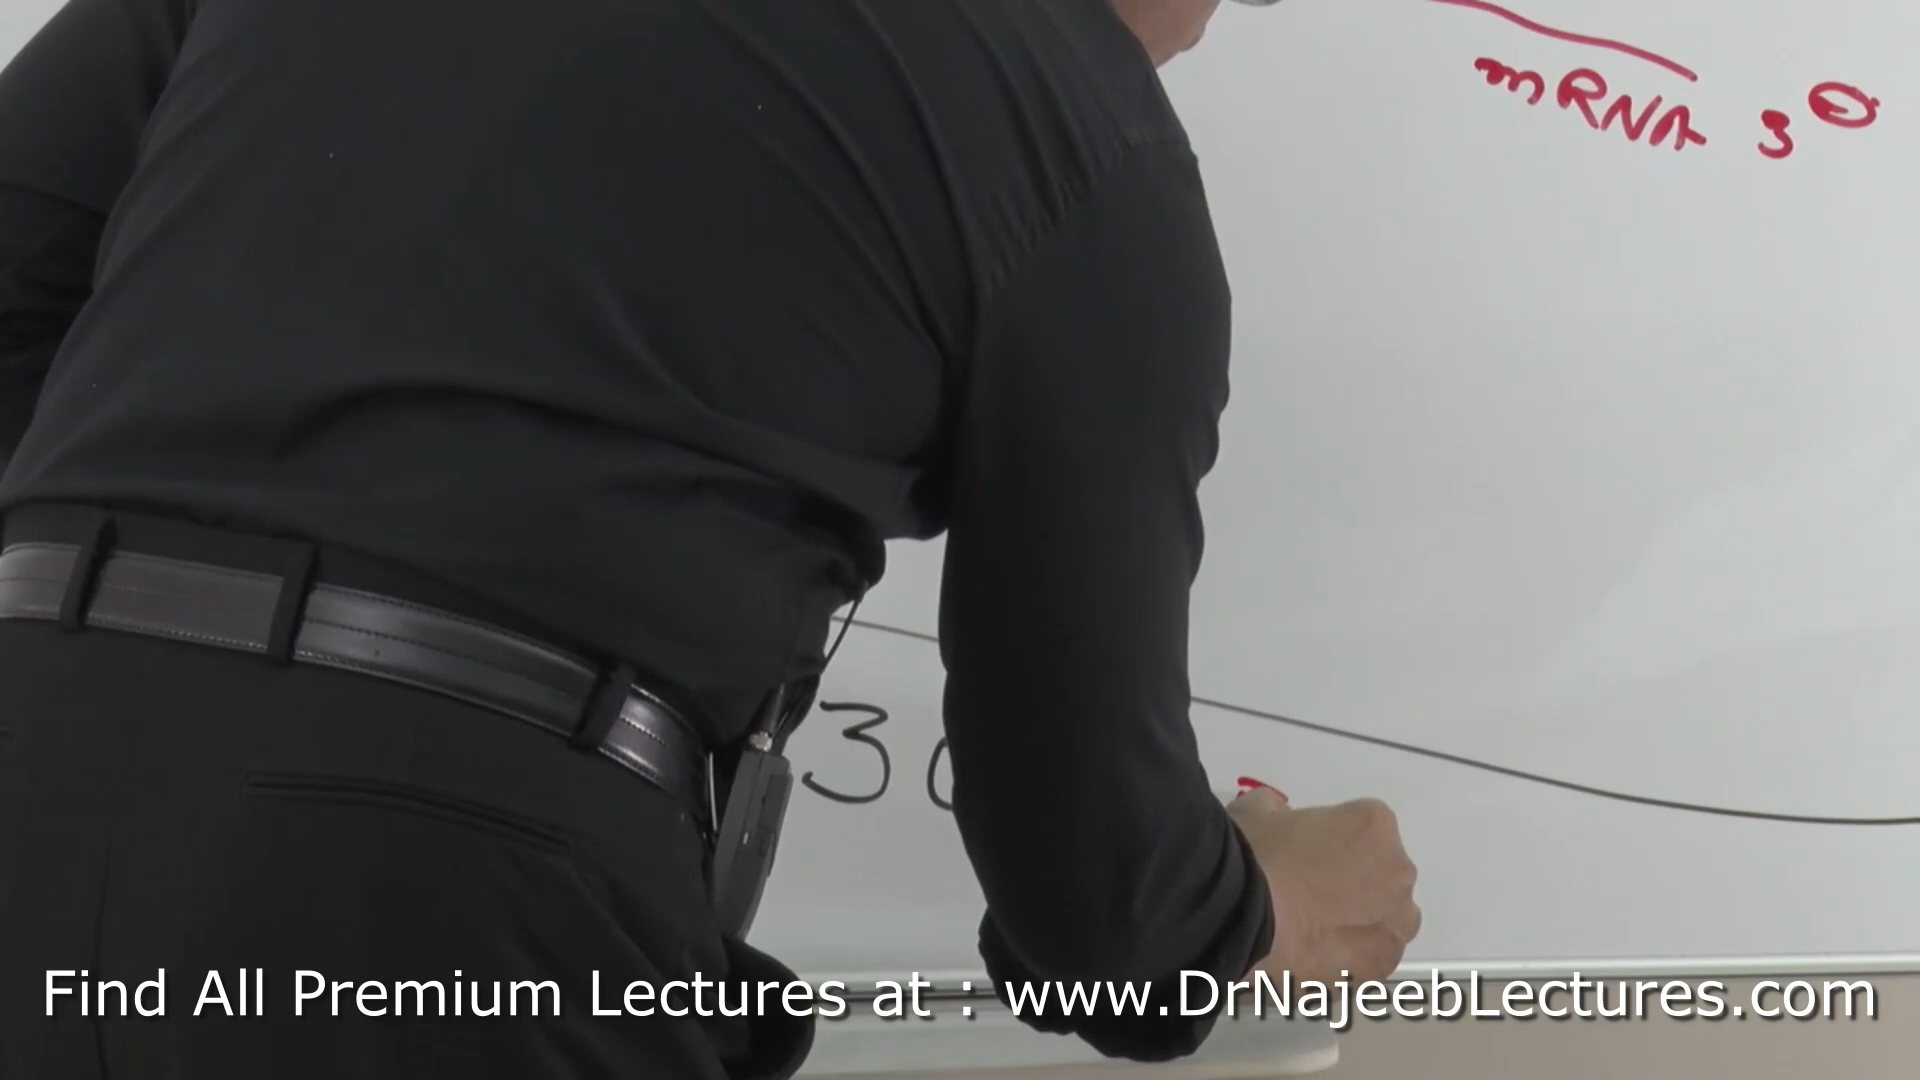 mRNA 3 ⊖
3
Find All Premium Lectures at : www.DrNajeebLectures.com